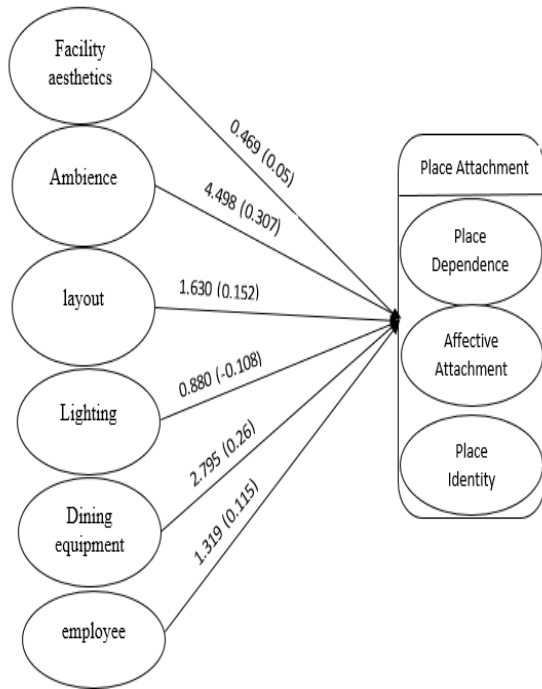 Facility
aesthetics
Ambience
layout
Lighting
Dining
equipment
employee
0.469 (0.05)
4.498 (0.307)
1.630 (0.152)
0.880 (-0.108)
2.795 (0.26)
1.319 (0.115)
Place Attachment
Place
Dependence
Affective
Attachment
Place
Identity